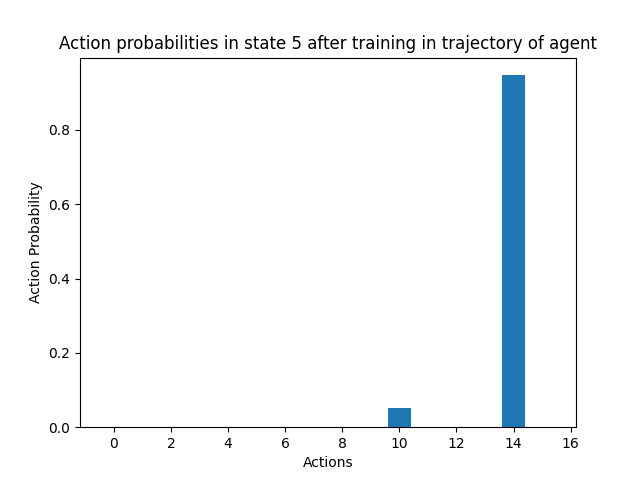 Action probabilities in state 5 after training in trajectory of agent
0.8
0.6
0.4
0.2
0.0
Action Probability
0 2 4 6 8 10 12 14 16
Actions